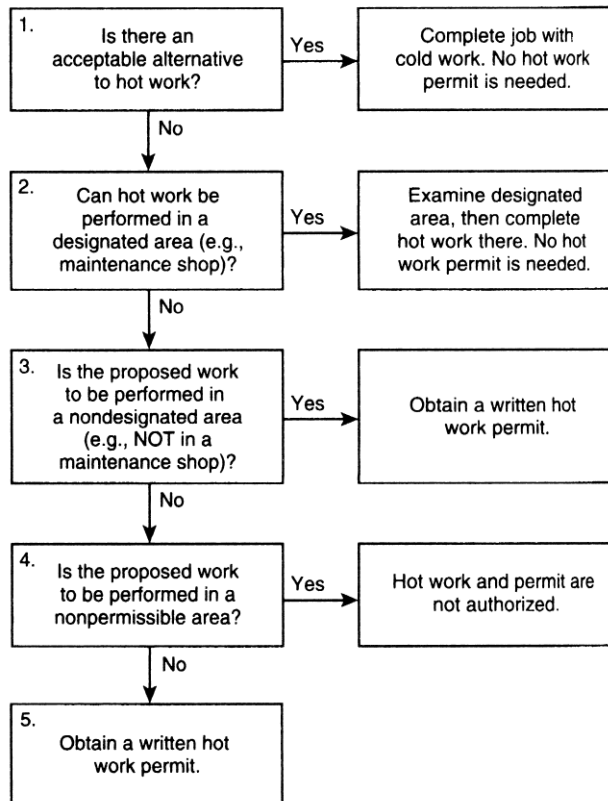 1.
Is there an
acceptable alternative
to hot work?
Yes
Complete job with
cold work. No hot work
permit is needed.
No
2.
Can hot work be
performed in a
designated area (e.g.,
maintenance shop)?
Yes
Examine designated
area, then complete
hot work there. No hot
work permit is needed.
No
3.
Is the proposed work
to be performed in
a nondesignated area
(e.g., NOT in a
maintenance shop)?
Yes
Obtain a written hot
work permit.
No
4.
Is the proposed work
to be performed in a
nonpermissible area?
Yes
Hot work and permit are
not authorized.
No
5.
Obtain a written hot
work permit.